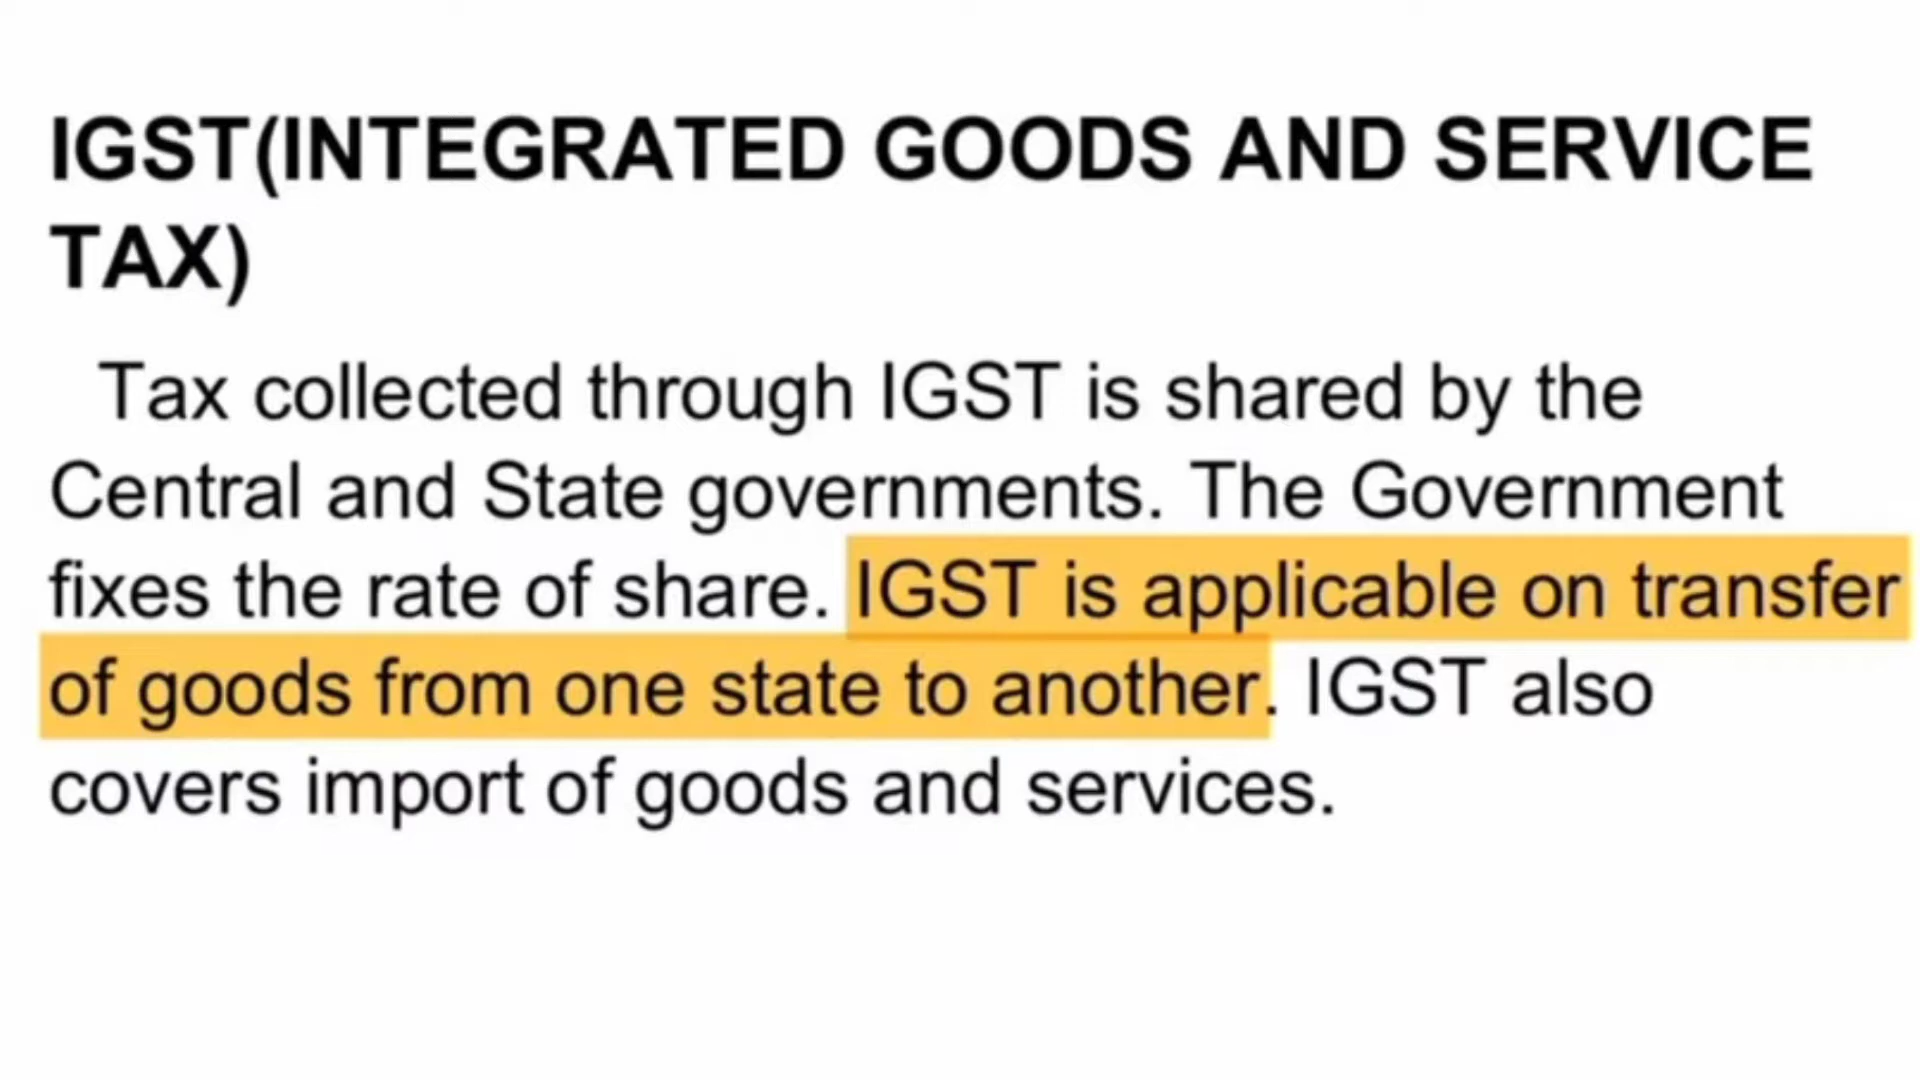 IGST(INTEGRATED GOODS AND SERVICE
TAX)
Tax collected through IGST is shared by the
Central and State governments. The Government
fixes the rate of share. IGST is applicable on transfer
of goods from one state to another. IGST also
covers import of goods and services.